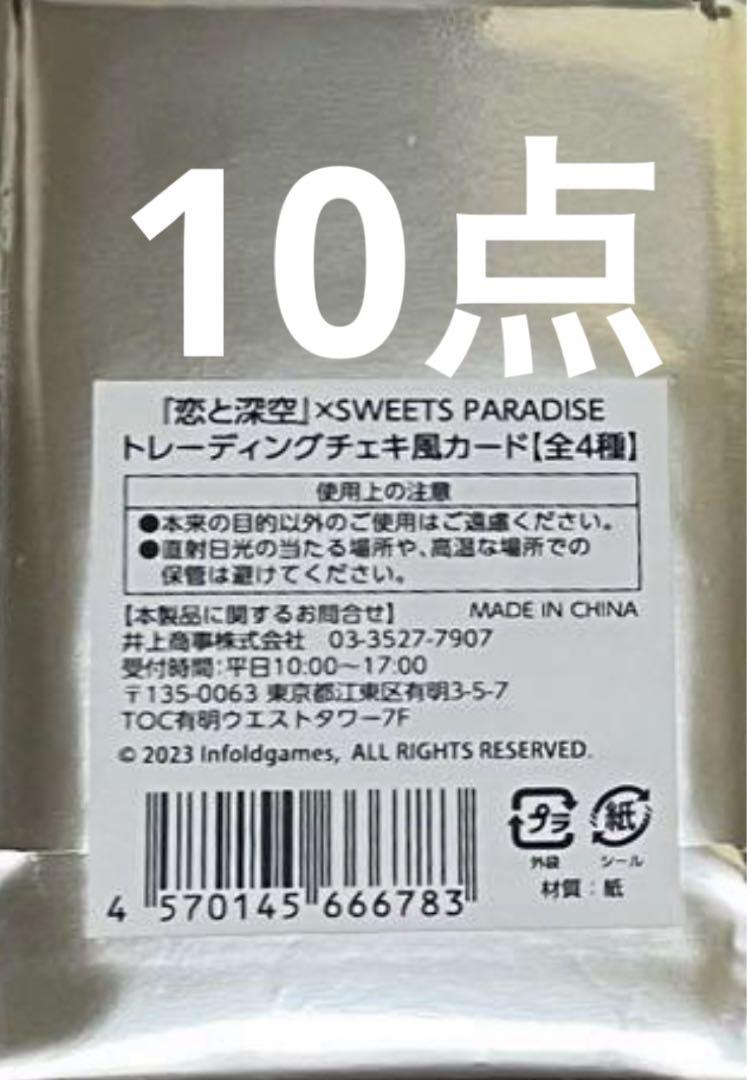 10点
「恋と深空」×SWEETS PARADISE
トレーディングチェキ風カード【全4種】
使用上の注意
●本来の目的以外のご使用はご遠慮ください。
●直射日光の当たる場所や、高温な場所での
保管は避けてください。
【本製品に関するお問合せ】 MADE IN CHINA
井上商事株式会社 03-3527-7907
受付時間:平日10:00〜17:00
〒135-0063 東京都江東区有明3-5-7
TOC有明ウエストタワー7F
© 2023 Infoldgames, ALL RIGHTS RESERVED.
プラ 紙
外袋 シール
材質:紙
4 570145 666783